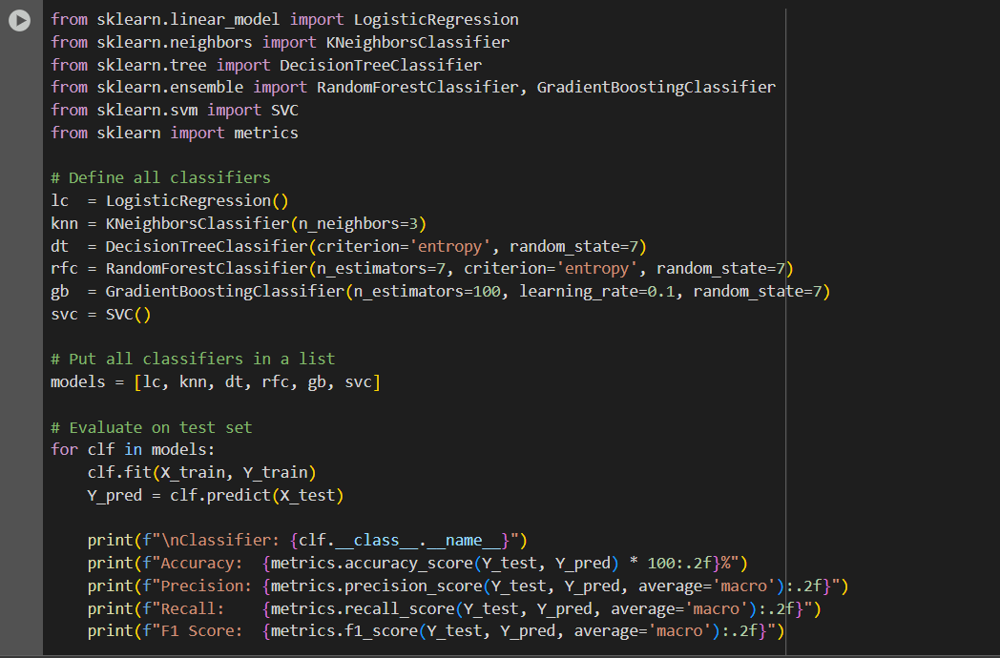 from sklearn.linear_model import LogisticRegression
from sklearn.neighbors import KNeighborsClassifier
from sklearn.tree import DecisionTreeClassifier
from sklearn.ensemble import RandomForestClassifier, GradientBoostingClassifier
from sklearn.svm import SVC
from sklearn import metrics

# Define all classifiers
lc  = LogisticRegression()
knn = KNeighborsClassifier(n_neighbors=3)
dt  = DecisionTreeClassifier(criterion='entropy', random_state=7)
rfc = RandomForestClassifier(n_estimators=7, criterion='entropy', random_state=7)
gb  = GradientBoostingClassifier(n_estimators=100, learning_rate=0.1, random_state=7)
svc = SVC()

# Put all classifiers in a list
models = [lc, knn, dt, rfc, gb, svc]

# Evaluate on test set
for clf in models:
    clf.fit(X_train, Y_train)
    Y_pred = clf.predict(X_test)

    print(f"\nClassifier: {clf.__class__.__name__}")
    print(f"Accuracy:  {metrics.accuracy_score(Y_test, Y_pred) * 100:.2f}%")
    print(f"Precision: {metrics.precision_score(Y_test, Y_pred, average='macro'):.2f}")
    print(f"Recall:    {metrics.recall_score(Y_test, Y_pred, average='macro'):.2f}")
    print(f"F1 Score:  {metrics.f1_score(Y_test, Y_pred, average='macro'):.2f}")